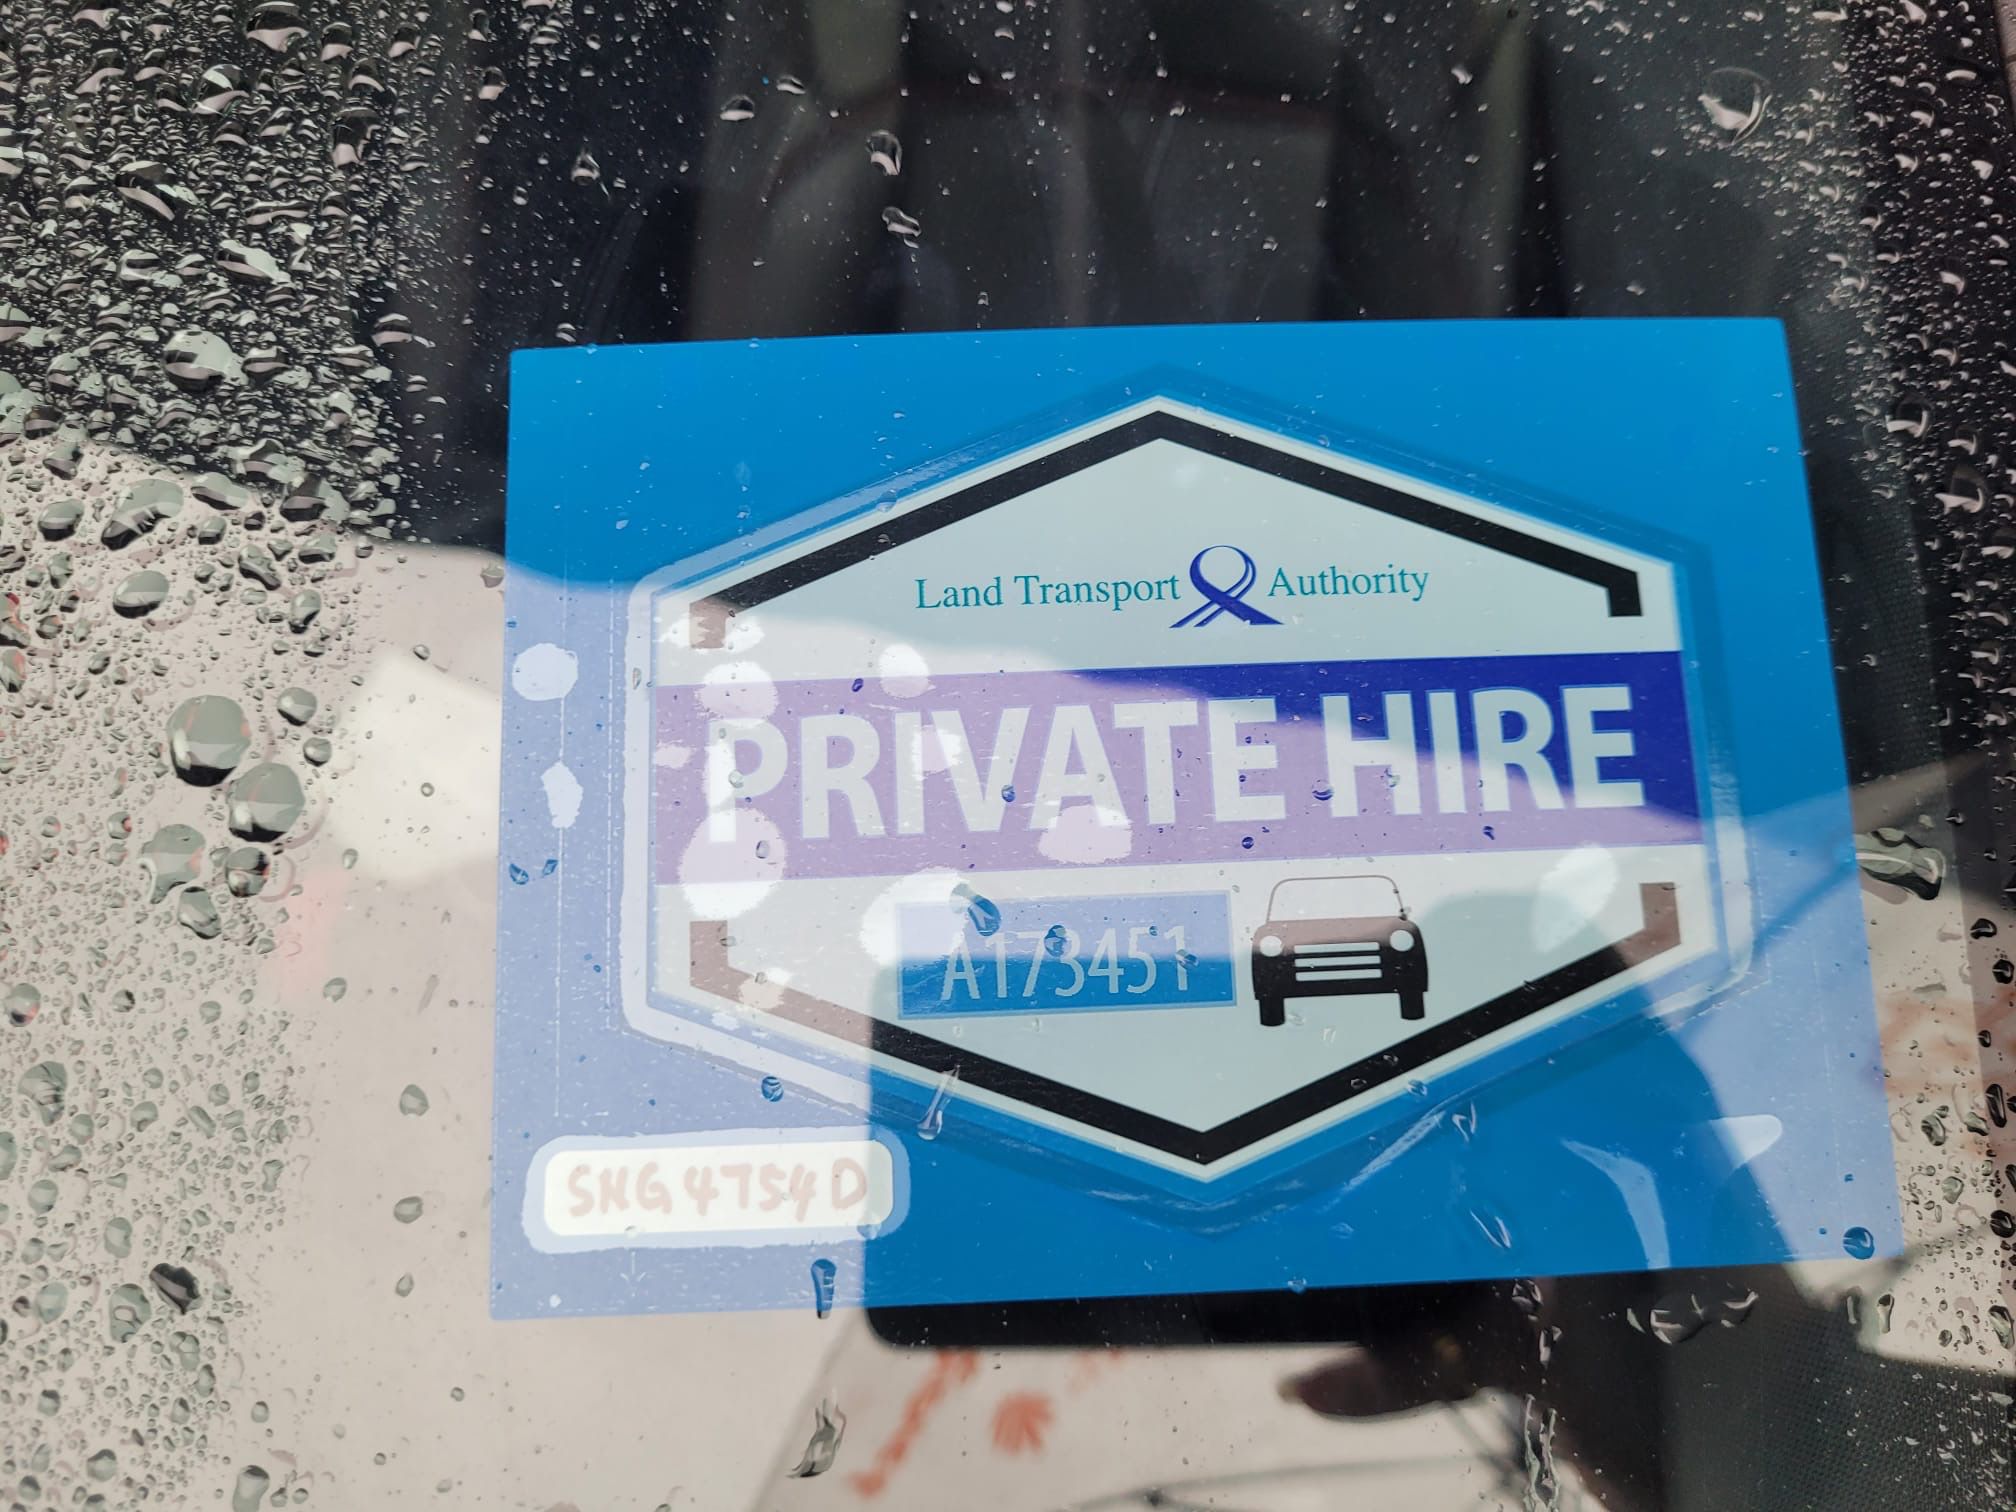 Land Transport Authority
PRIVATE HIRE
A173451
SNG4754D